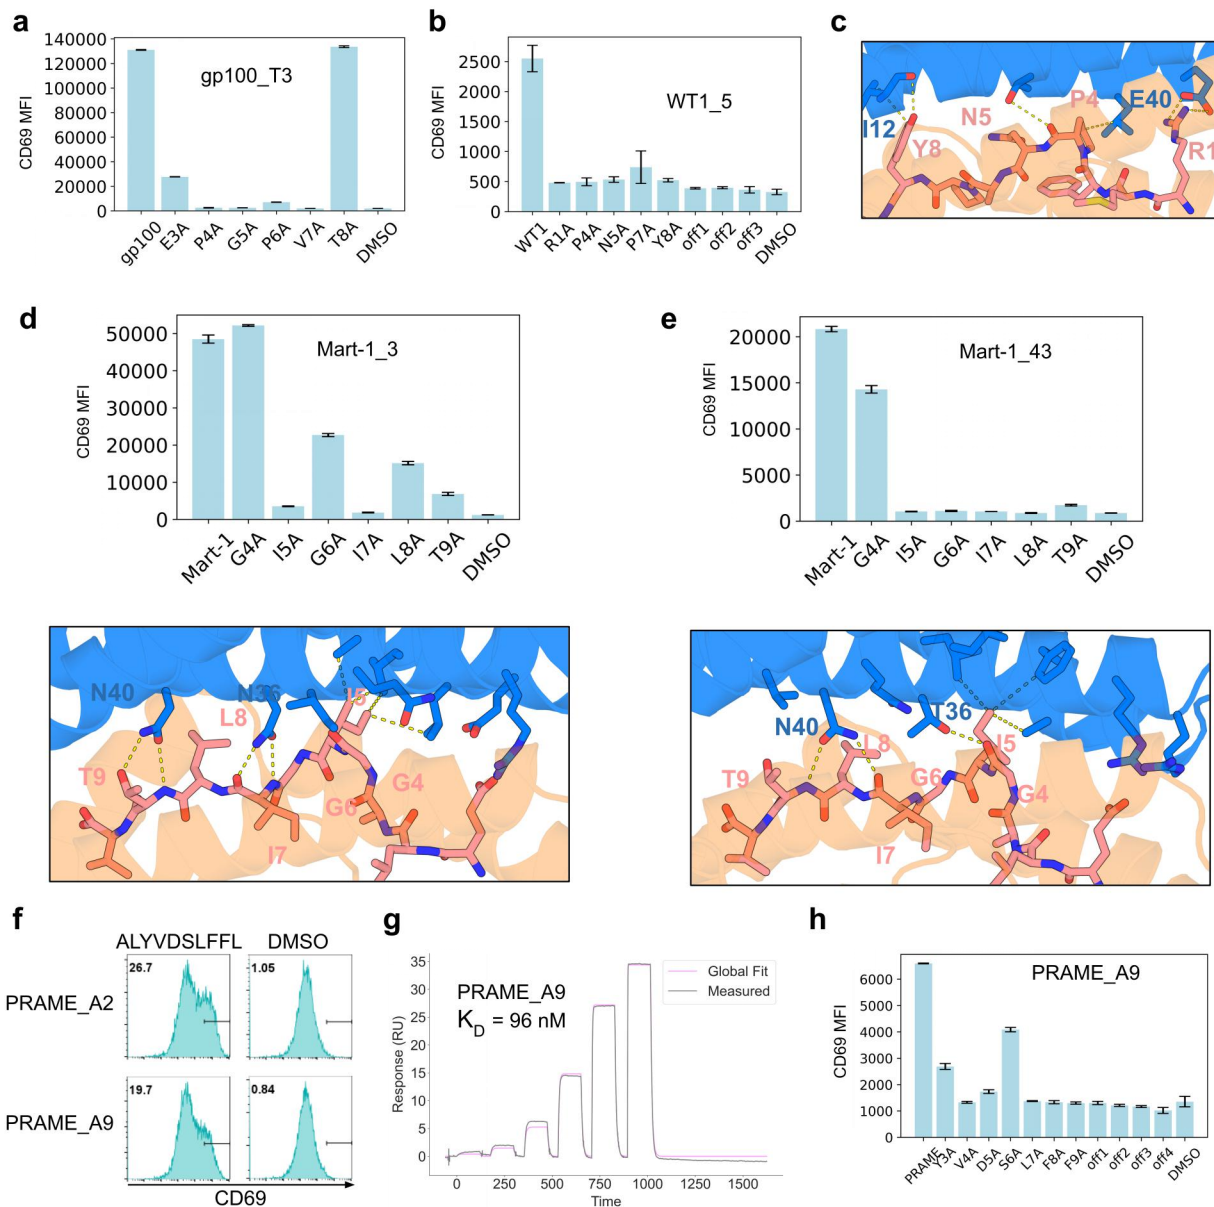 a
140000
120000
100000
80000
60000
40000
20000
0
CD69 MFI
gp100_T3
gp100
E3A
P4A
G5A
P6A
V7A
T8A
DMSO
b
2500
2000
1500
1000
500
0
CD69 MFI
WT1_5
WT1
R1A
P4A
N5A
P7A
Y8A
off1
off2
off3
DMSO
c
I12
Y8
N5
P4
E40
R1
d
50000
40000
30000
20000
10000
0
CD69 MFI
Mart-1_3
Mart-1
G4A
I5A
G6A
I7A
L8A
T9A
DMSO
N40
N36
I5
L8
T9
G4
G6
I7
e
20000
15000
10000
5000
0
CD69 MFI
Mart-1_43
Mart-1
G4A
I5A
G6A
I7A
L8A
T9A
DMSO
T36
N40
L8
I5
T9
G6
G4
I7
f
ALYVDSLFFL
DMSO
PRAME_A2
26.7
1.05
PRAME_A9
19.7
0.84
CD69
g
35
30
25
20
15
10
5
0
Response (RU)
PRAME_A9
KD = 96 nM
Global Fit
Measured
0
250
500
750
1000
1250
1500
Time
h
6000
5000
4000
3000
2000
1000
0
CD69 MFI
PRAME_A9
PRAME
Y3A
V4A
D5A
S6A
L7A
F8A
F9A
off1
off2
off3
off4
DMSO